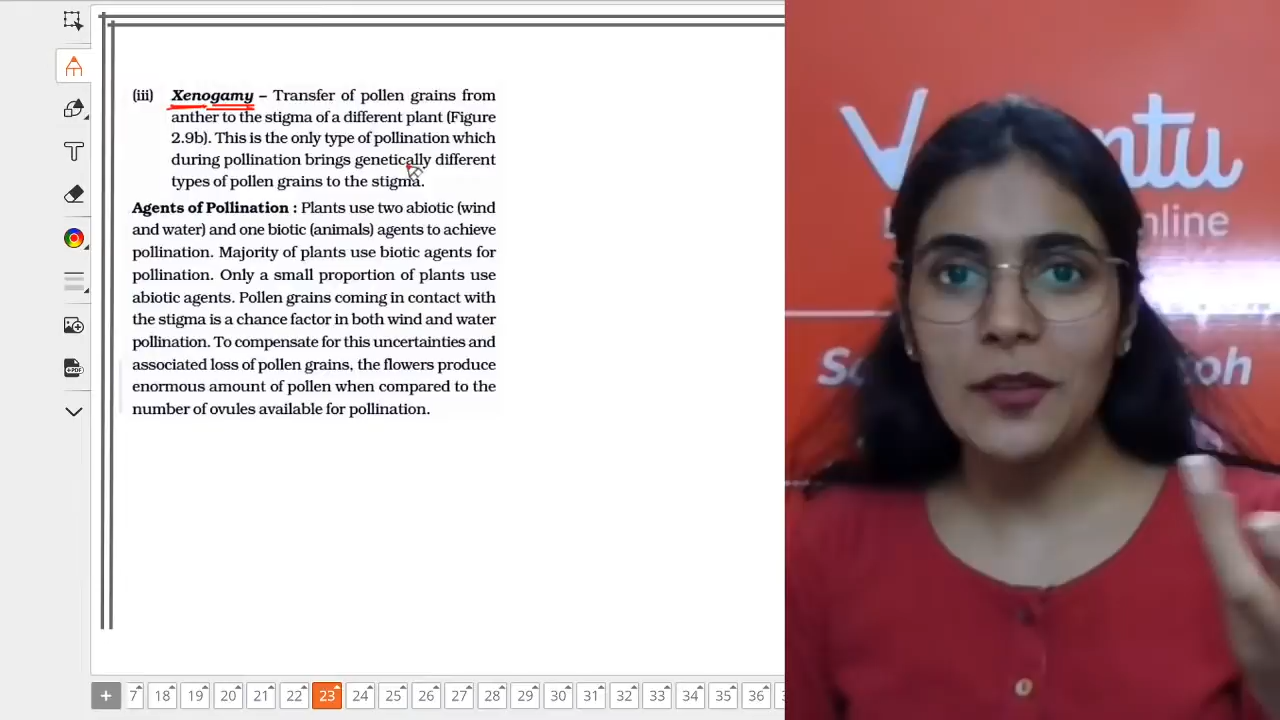 (iii) Xenogamy – Transfer of pollen grains from
anther to the stigma of a different plant (Figure
2.9b). This is the only type of pollination which
during pollination brings genetically different
types of pollen grains to the stigma.
Agents of Pollination : Plants use two abiotic (wind
and water) and one biotic (animals) agents to achieve
pollination. Majority of plants use biotic agents for
pollination. Only a small proportion of plants use
abiotic agents. Pollen grains coming in contact with
the stigma is a chance factor in both wind and water
pollination. To compensate for this uncertainties and
associated loss of pollen grains, the flowers produce
enormous amount of pollen when compared to the
number of ovules available for pollination.
T
+PDF
+ 7 18 19 20 21 22 23 24 25 26 27 28 29 30 31 32 33 34 35 36